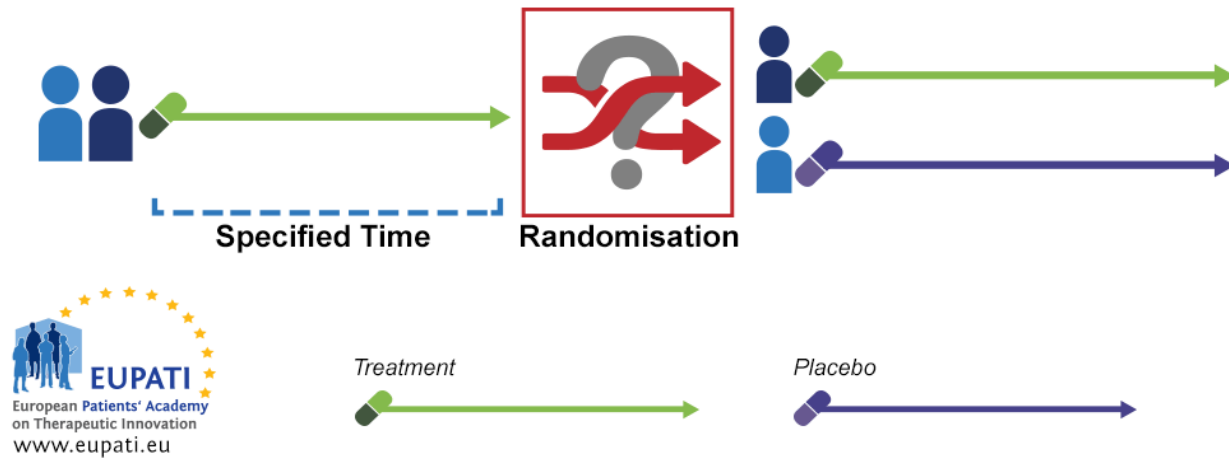 Specified Time
Randomisation
EUPATI
European Patients' Academy
on Therapeutic Innovation
www.eupati.eu
Treatment
Placebo